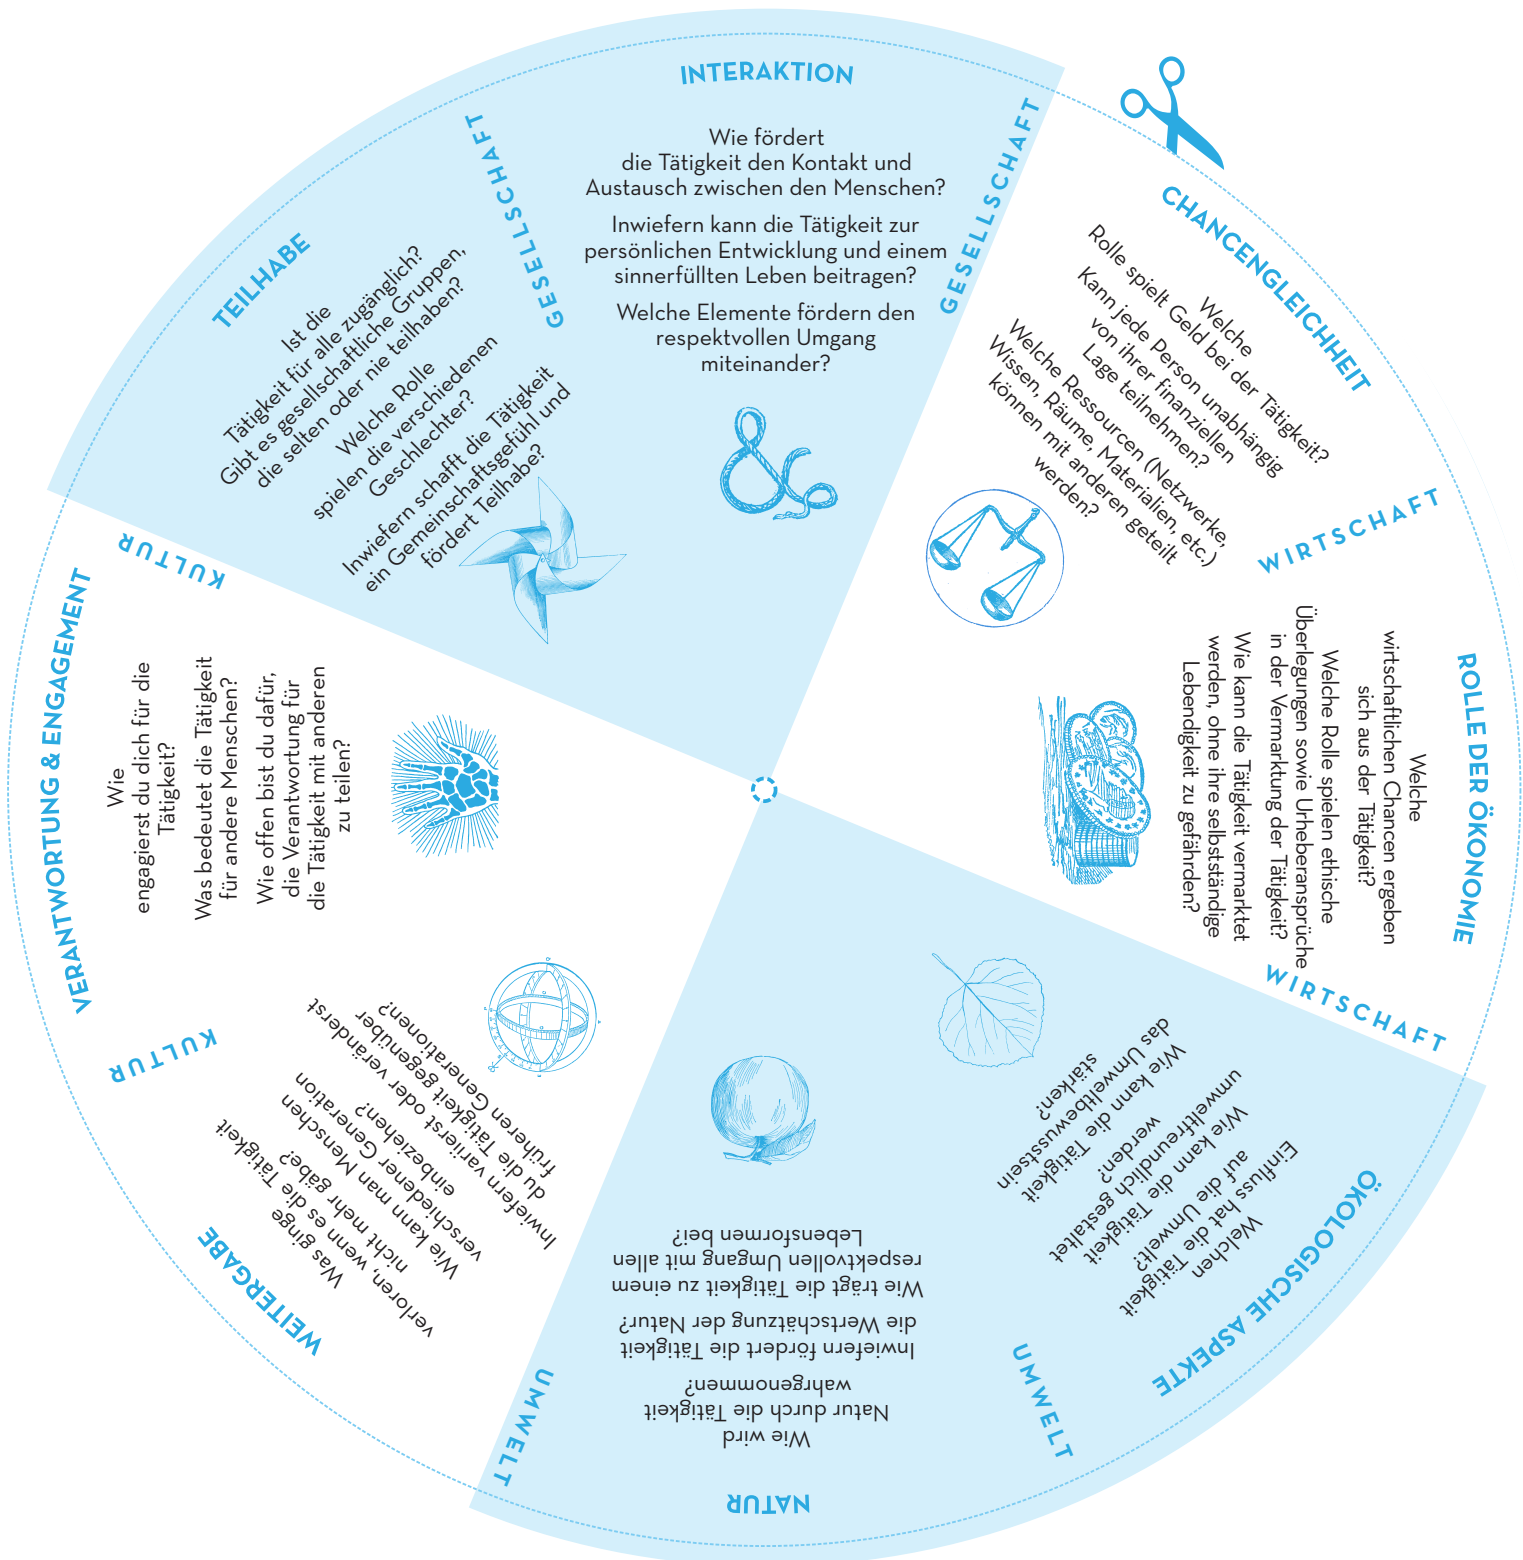 INTERAKTION
Wie fördert
die Tätigkeit den Kontakt und
Austausch zwischen den Menschen?
Inwiefern kann die Tätigkeit zur
persönlichen Entwicklung und einem
sinnerfüllten Leben beitragen?
Welche Elemente fördern den
respektvollen Umgang
miteinander?
GESELLSCHAFT
CHANCENGLEICHHEIT
Welche
Rolle spielt Geld bei der Tätigkeit?
Kann jede Person unabhängig
von ihrer finanziellen
Lage teilnehmen?
Welche Ressourcen (Netzwerke,
Wissen, Räume, Materialien, etc.)
können mit anderen geteilt
werden?
WIRTSCHAFT
ROLLE DER ÖKONOMIE
Welche
wirtschaftlichen Chancen ergeben
sich aus der Tätigkeit?
Welche Rolle spielen ethische
Überlegungen sowie Urheberansprüche
in der Vermarktung der Tätigkeit?
Wie kann die Tätigkeit vermarktet
werden, ohne ihre selbstständige
Lebendigkeit zu gefährden?
WIRTSCHAFT
ÖKOLOGISCHE ASPEKTE
Welchen
Einfluss hat die Tätigkeit
auf die Umwelt?
Wie kann die Tätigkeit
umweltfreundlich gestaltet
werden?
Wie kann die Tätigkeit
das Umweltbewusstsein
stärken?
UMWELT
NATUR
Wie wird
Natur durch die Tätigkeit
wahrgenommen?
Inwiefern fördert die Tätigkeit
die Wertschätzung der Natur?
Wie trägt die Tätigkeit zu einem
respektvollen Umgang mit allen
Lebensformen bei?
UMWELT
WEITERGABE
Was ginge
verloren, wenn es die Tätigkeit
nicht mehr gäbe?
Wie kann man Menschen
verschiedener Generation
einbeziehen?
Inwiefern variierst oder veränderst
du die Tätigkeit gegenüber
früheren Generationen?
KULTUR
VERANTWORTUNG & ENGAGEMENT
Wie
engagierst du dich für die
Tätigkeit?
Was bedeutet die Tätigkeit
für andere Menschen?
Wie offen bist du dafür,
die Verantwortung für
die Tätigkeit mit anderen
zu teilen?
KULTUR
TEILHABE
Ist die
Tätigkeit für alle zugänglich?
Gibt es gesellschaftliche Gruppen,
die selten oder nie teilhaben?
Welche Rolle
spielen die verschiedenen
Geschlechter?
Inwiefern schafft die Tätigkeit
ein Gemeinschaftsgefühl und
fördert Teilhabe?
GESELLSCHAFT